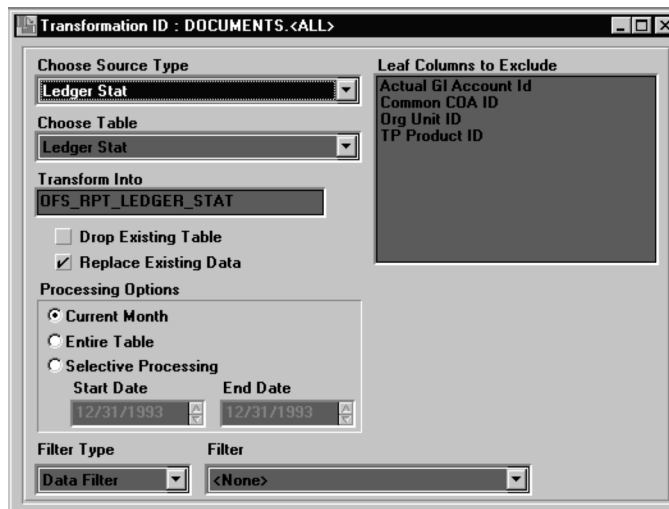 Transformation ID : DOCUMENTS.<ALL>
Choose Source Type
Ledger Stat
Choose Table
Ledger Stat
Transform Into
OFS_RPT_LEDGER_STAT
Drop Existing Table
Replace Existing Data
Processing Options
Current Month
Entire Table
Selective Processing
Start Date End Date
12/31/1993 12/31/1993
Filter Type Filter
Data Filter <None>
Leaf Columns to Exclude
Actual Gl Account Id
Common COA ID
Org Unit ID
TP Product ID